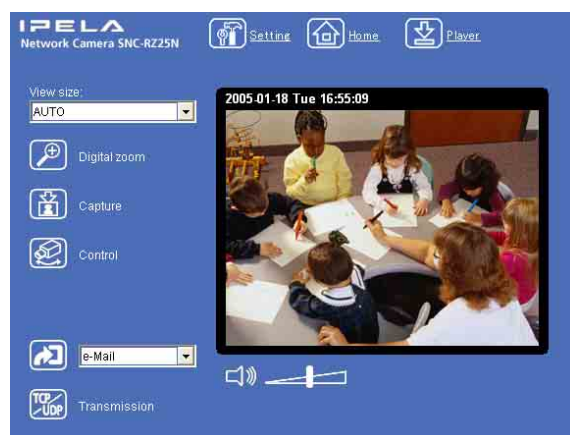 IPELA
Network Camera SNC-RZ25N
Setting
Home
Player
View size:
AUTO
2005-01-18 Tue 16:55:09
Digital zoom
Capture
Control
e-Mail
TCP/UDP
Transmission